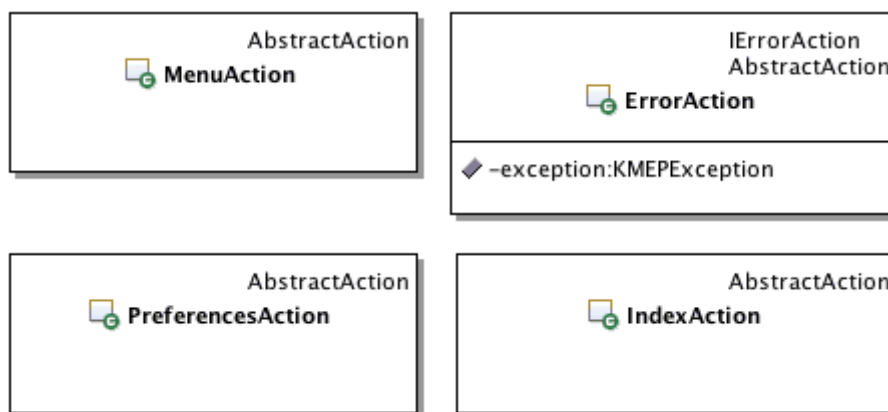 AbstractAction
MenuAction
IErrorAction
AbstractAction
ErrorAction
-exception:KMEPException
AbstractAction
PreferencesAction
AbstractAction
IndexAction